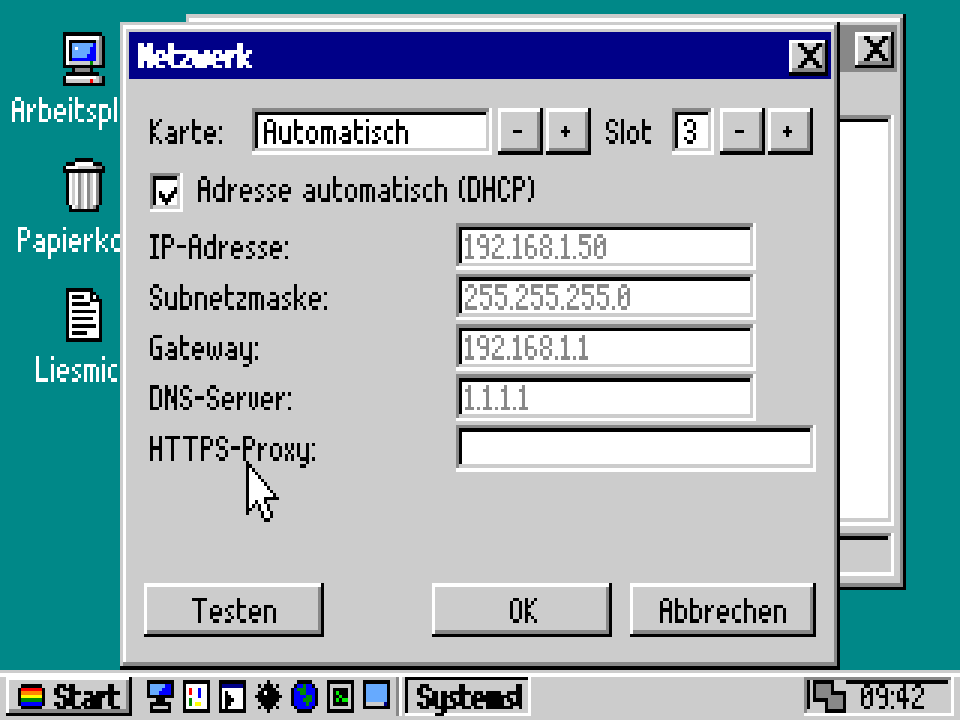 Netzwerk
Arbeitspl
Karte: Automatisch - + Slot 3 - +
Adresse automatisch (DHCP)
Papierko
IP-Adresse: 192.168.1.50
Subnetzmaske: 255.255.255.0
Liesmic
Gateway: 192.168.1.1
DNS-Server: 1.1.1.1
HTTPS-Proxy:
Testen OK Abbrechen
Start Systemst 09:42